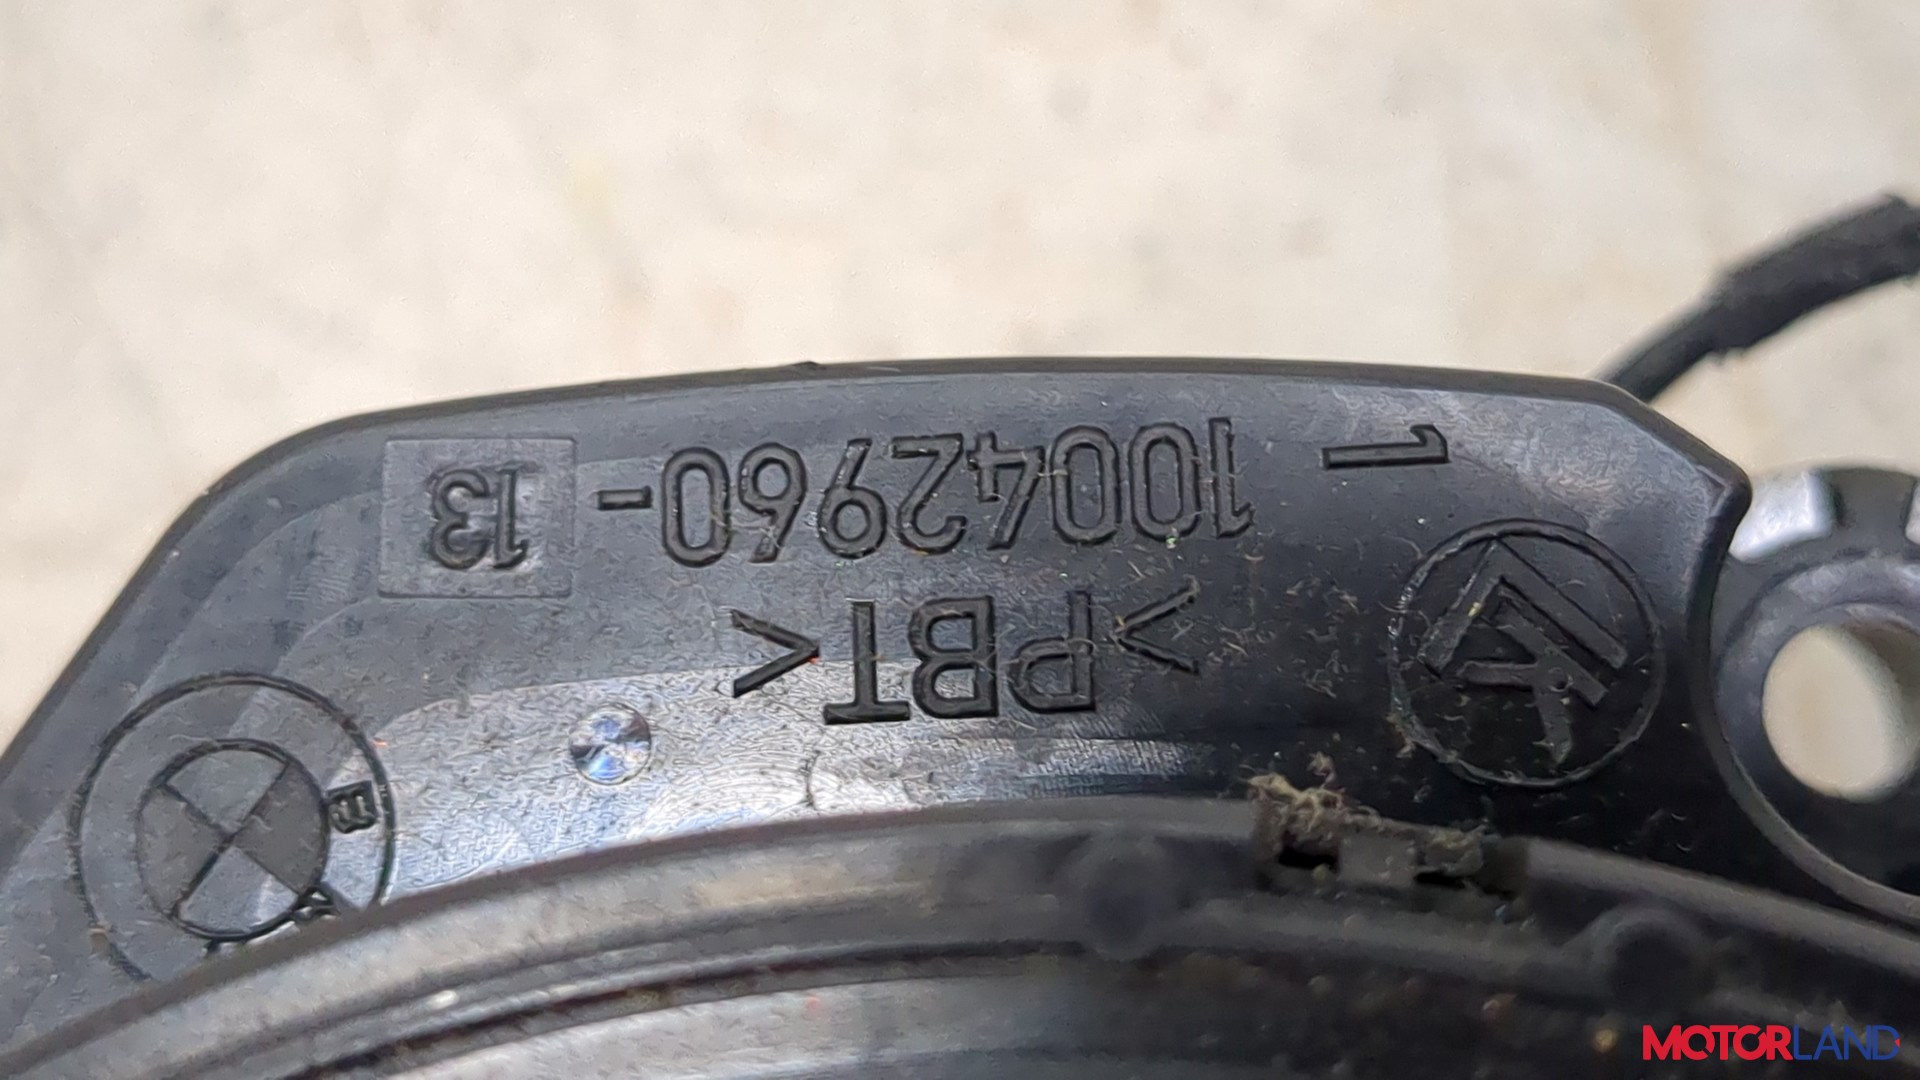 1 10042960- 13
>PBT<
MOTORLAND